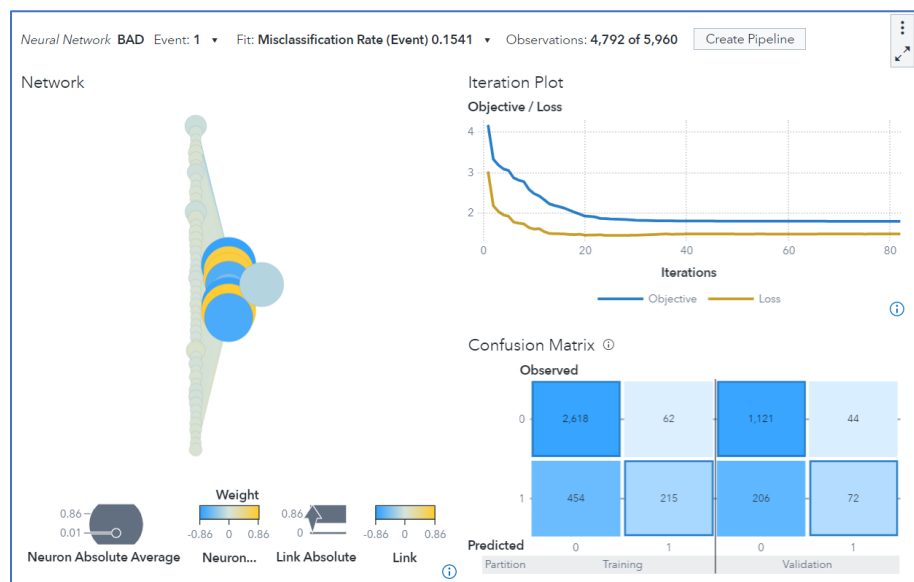 Neural Network BAD Event: 1 Fit: Misclassification Rate (Event) 0.1541 Observations: 4,792 of 5,960 Create Pipeline
Network
Iteration Plot
Objective / Loss
4
3
2
0 20 40 60 80
Iterations
Objective Loss
Confusion Matrix
Observed
0 2,618 62 1,121 44
1 454 215 206 72
Predicted 0 1 0 1
Partition Training Validation
Weight
0.86
0.01
-0.86 0 0.86
0.86
0
-0.86 0 0.86
Neuron Absolute Average Neuron... Link Absolute Link